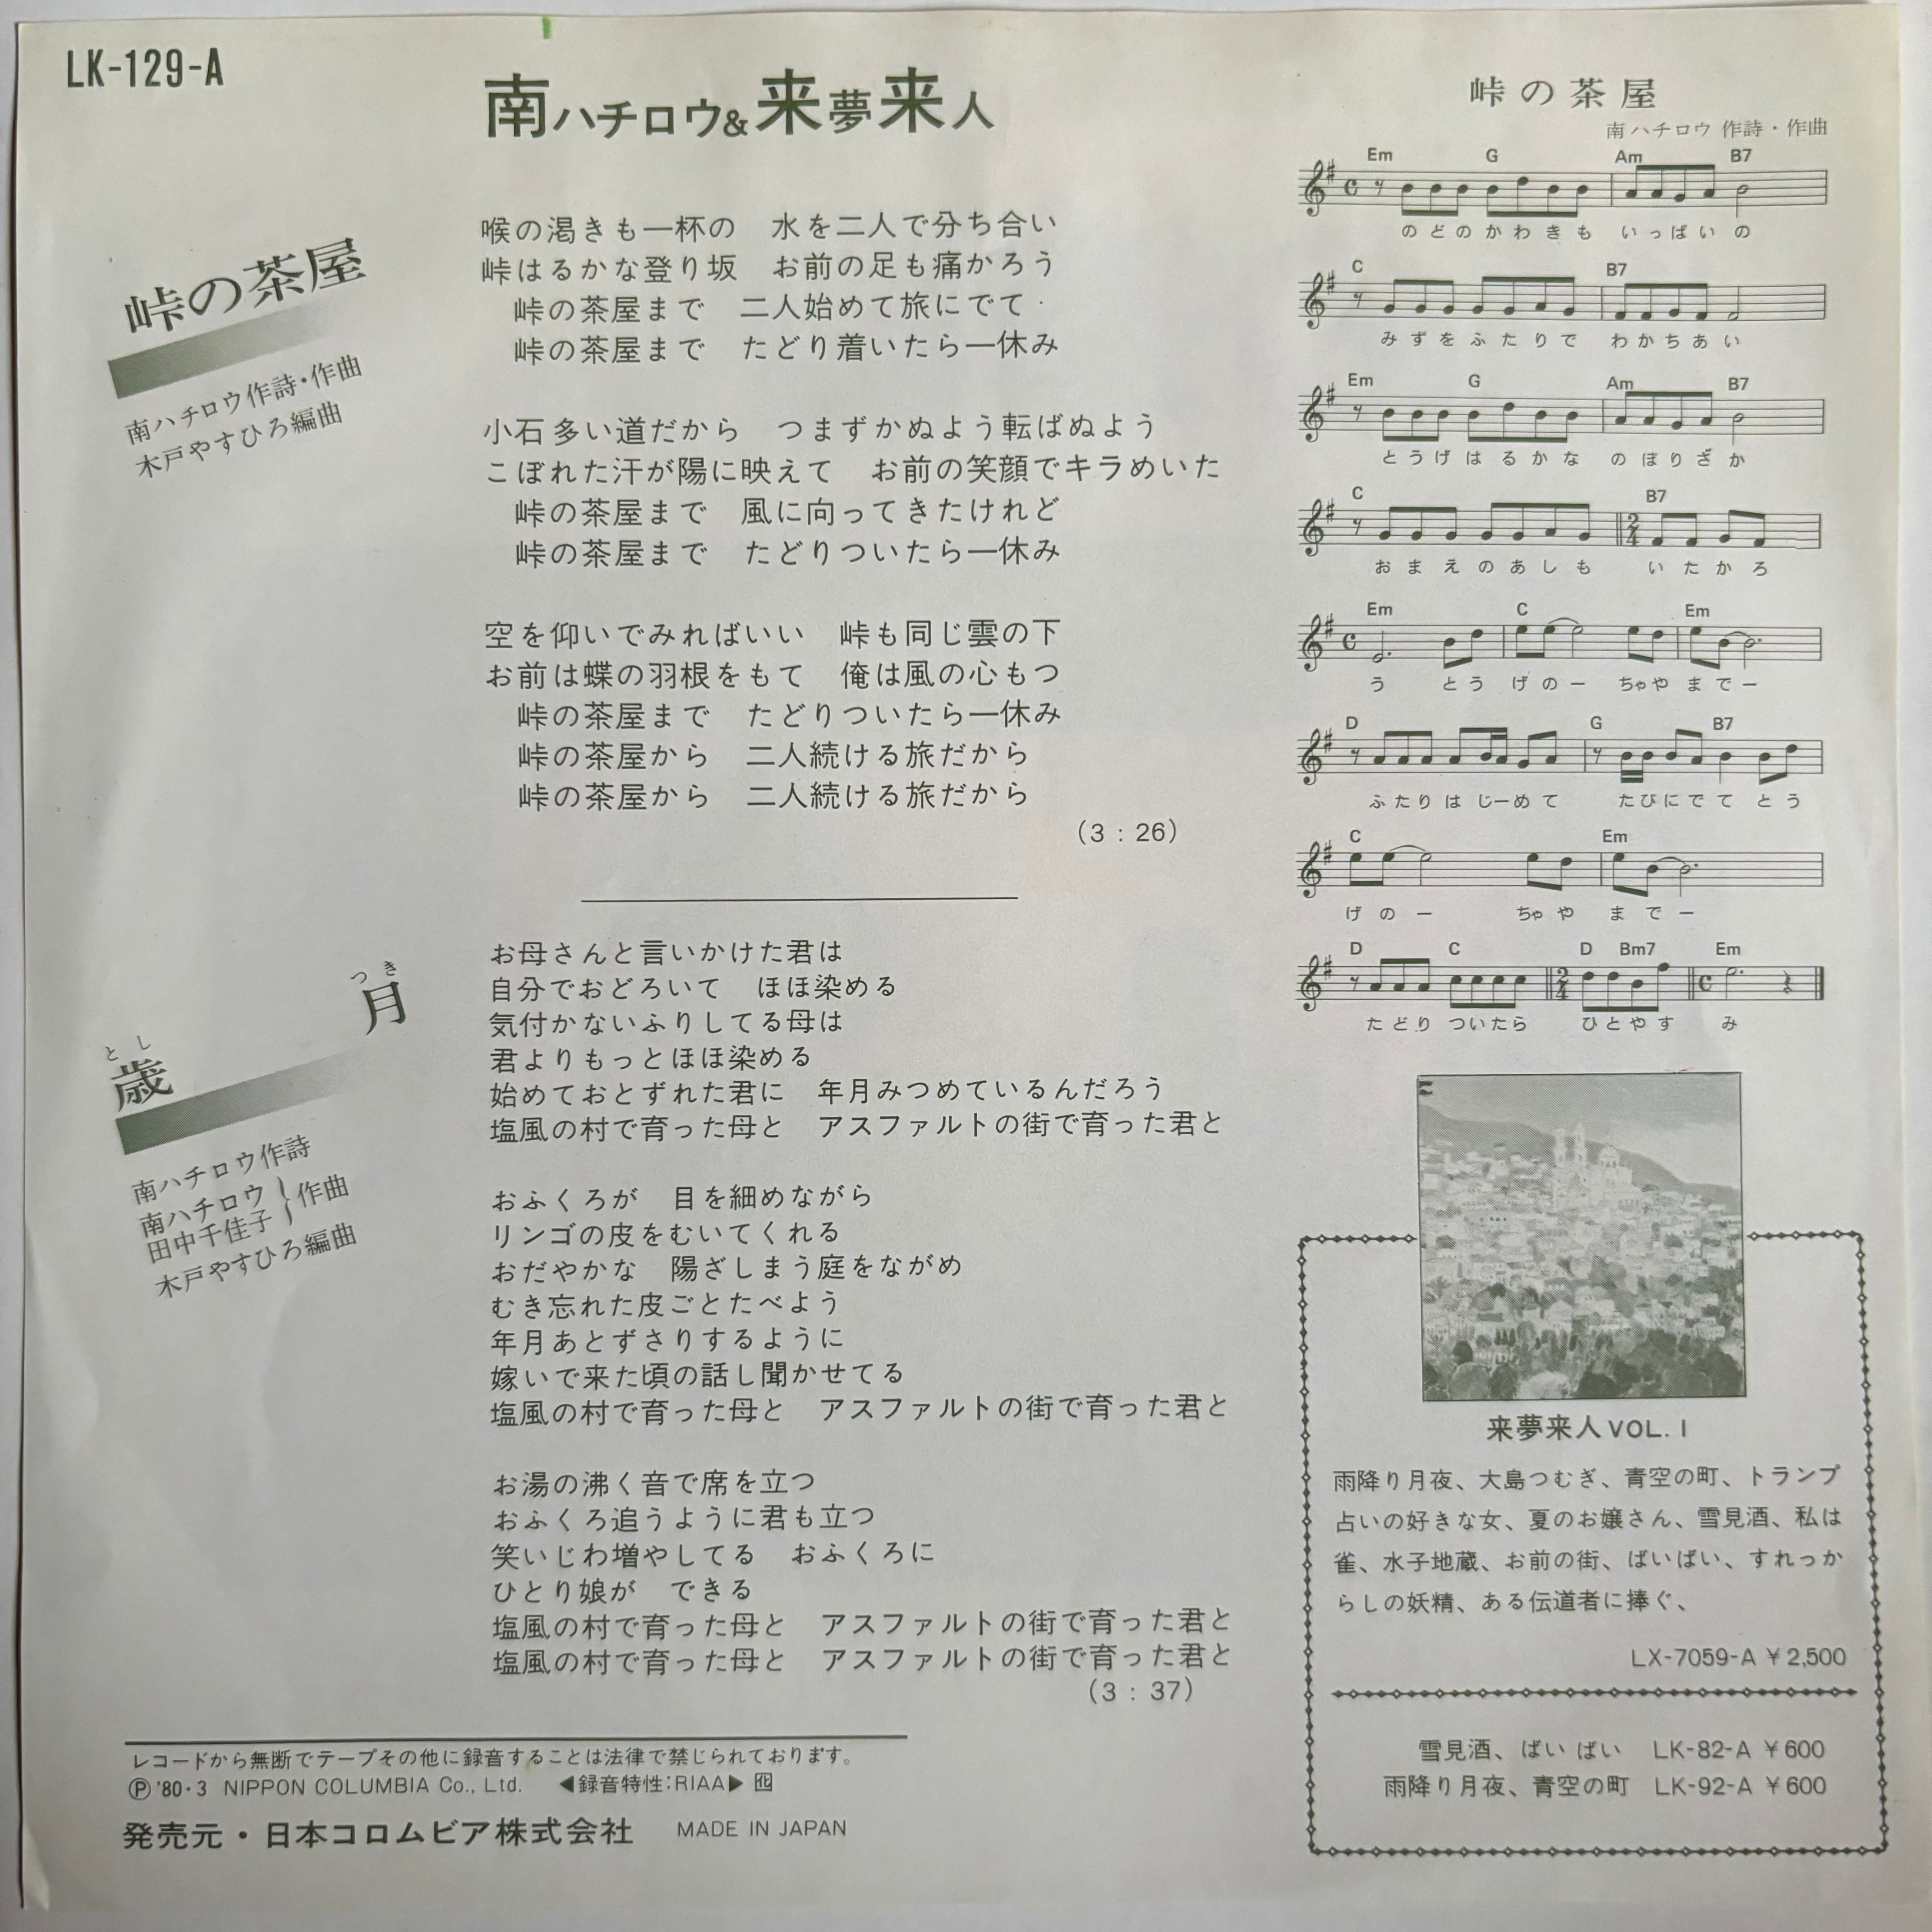 LK-129-A
南ハチロウ&来夢来人
峠の茶屋
南ハチロウ作詩・作曲
木戸やすひろ編曲
喉の渇きも一杯の　水を二人で分ち合い
峠はるかな登り坂　お前の足も痛かろう
峠の茶屋まで　二人始めて旅にでて
峠の茶屋まで　たどり着いたら一休み
小石多い道だから　つまずかぬよう転ばぬよう
こぼれた汗が陽に映えて　お前の笑顔でキラめいた
峠の茶屋まで　風に向ってきたけれど
峠の茶屋まで　たどりついたら一休み
空を仰いでみればいい　峠も同じ雲の下
お前は蝶の羽根をもて　俺は風の心もつ
峠の茶屋まで　たどりついたら一休み
峠の茶屋から　二人続ける旅だから
峠の茶屋から　二人続ける旅だから
(3：26)
歳月
とし
つき
南ハチロウ作詩
南ハチロウ
田中千佳子
作曲
木戸やすひろ編曲
お母さんと言いかけた君は
自分でおどろいて　ほほ染める
気付かないふりしてる母は
君よりもっとほほ染める
始めておとずれた君に　年月みつめているんだろう
塩風の村で育った母と　アスファルトの街で育った君と
おふくろが　目を細めながら
リンゴの皮をむいてくれる
おだやかな　陽ざしまう庭をながめ
むき忘れた皮ごとたべよう
年月あとずさりするように
嫁いで来た頃の話し聞かせてる
塩風の村で育った母と　アスファルトの街で育った君と
お湯の沸く音で席を立つ
おふくろ追うように君も立つ
笑いじわ増やしてる　おふくろに
ひとり娘が　できる
塩風の村で育った母と　アスファルトの街で育った君と
塩風の村で育った母と　アスファルトの街で育った君と
(3：37)
レコードから無断でテープその他に録音することは法律で禁じられております。
Ⓟ '80・3 NIPPON COLUMBIA Co., Ltd. ◀録音特性：RIAA▶
発売元・日本コロムビア株式会社　MADE IN JAPAN
峠の茶屋
南ハチロウ 作詩・作曲
Em G Am B7
のどのかわきも いっぱいの
C B7
みずをふたりで わかちあい
Em G Am B7
とうげはるかな のぼりざか
C B7
おまえのあしも いたかろ
Em C Em
う とう げのー ちゃや までー
D G B7
ふたりは じーめて たびにでて とう
C Em
げのー ちゃや までー
D C D Bm7 Em
たどり ついたら ひとやす み
来夢来人VOL. I
雨降り月夜、大島つむぎ、青空の町、トランプ
占いの好きな女、夏のお嬢さん、雪見酒、私は
雀、水子地蔵、お前の街、ばいばい、すれっか
らしの妖精、ある伝道者に捧ぐ、
LX-7059-A ¥2,500
雪見酒、ばいばい　LK-82-A ¥600
雨降り月夜、青空の町　LK-92-A ¥600